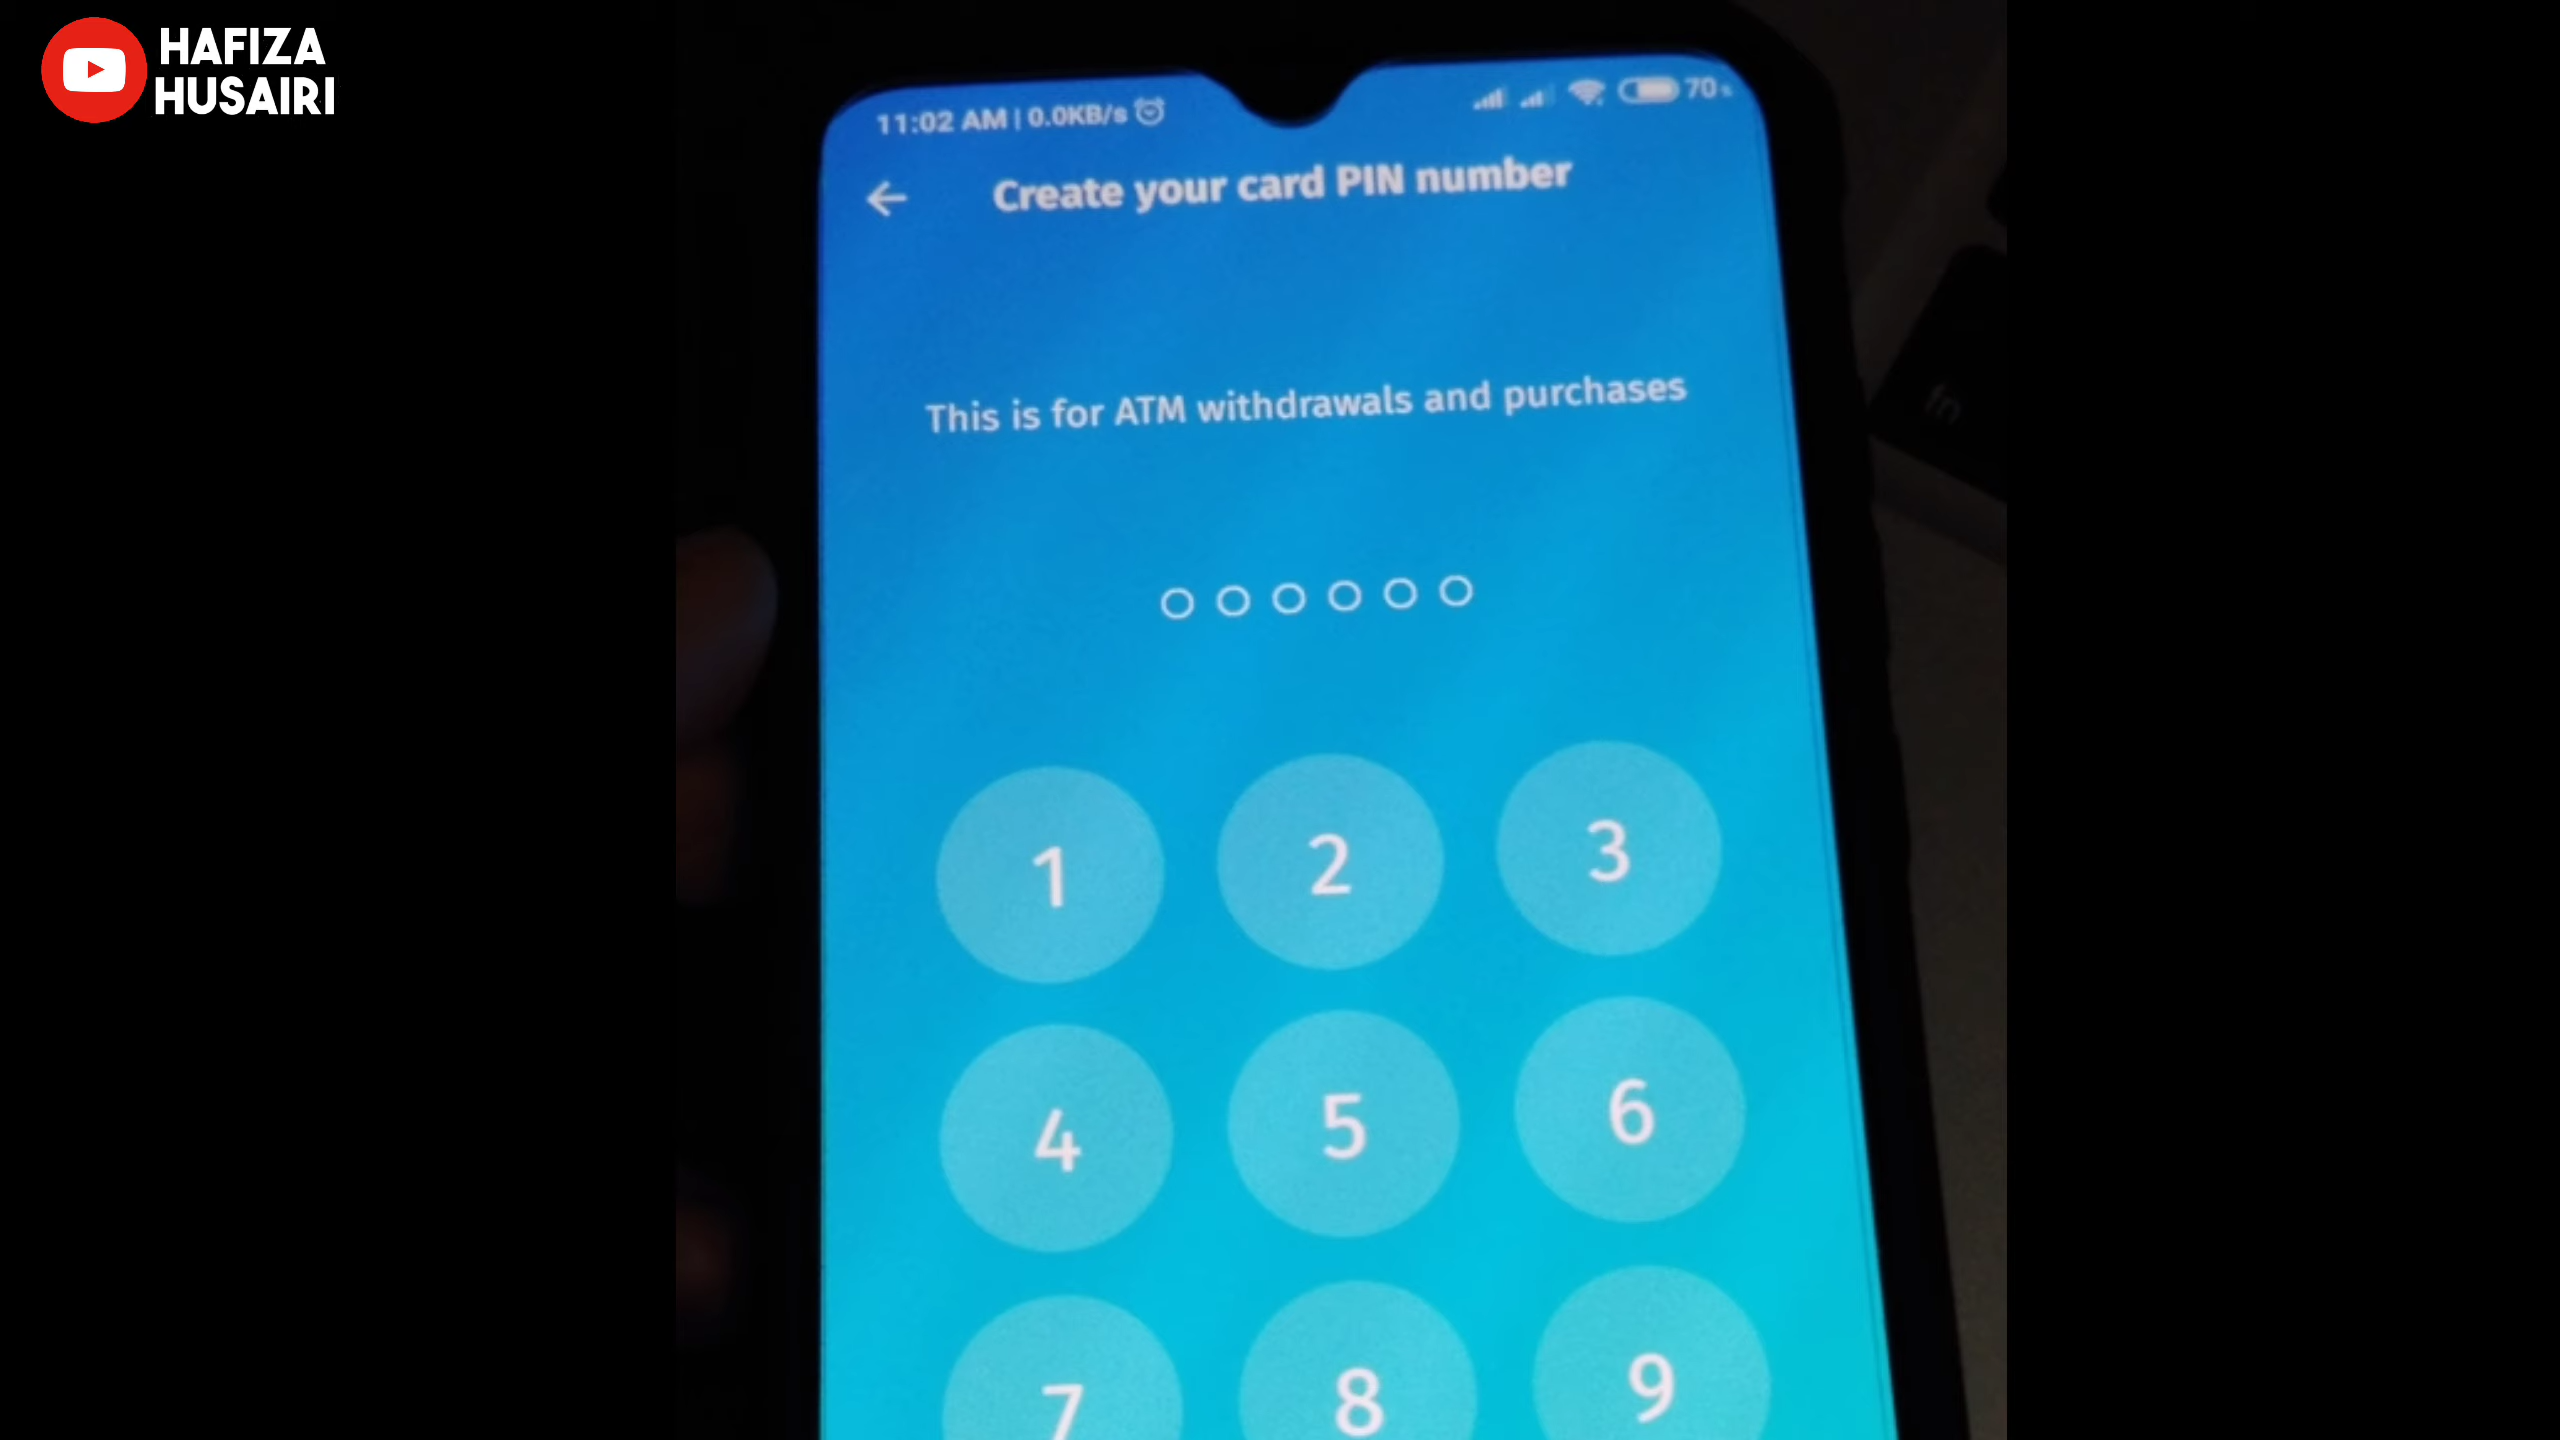 HAFIZA
HUSAIRI
11:02 AM | 0.0KB/s
70
Create your card PIN number
This is for ATM withdrawals and purchases
1 2 3
4 5 6
7 8 9
fn